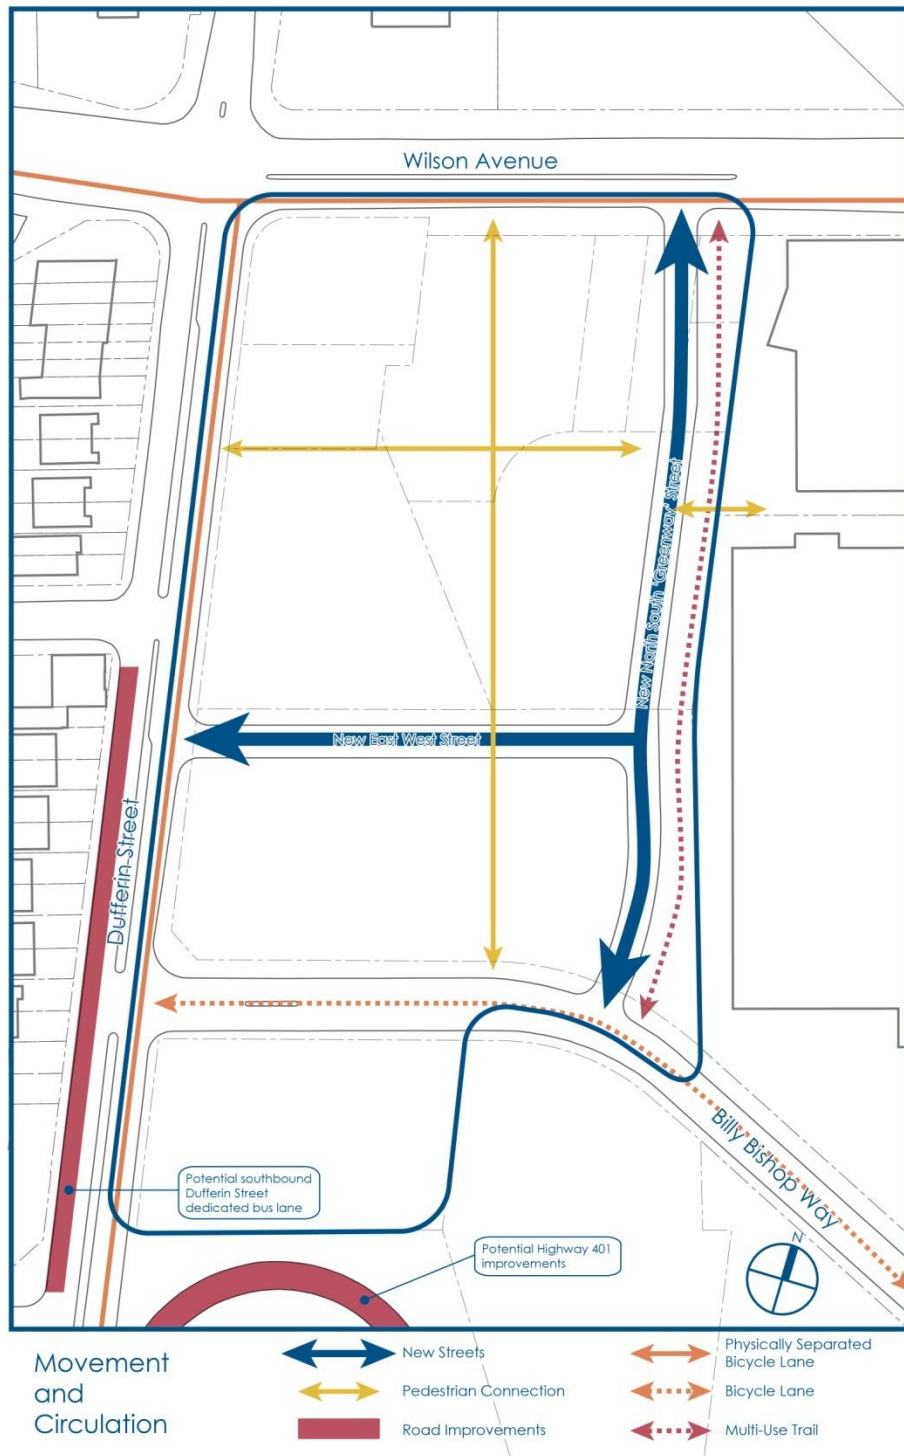 Wilson Avenue
New North South "Greenway" Street
New East West Street
Dufferin Street
Billy Bishop Way
Potential southbound
Dufferin Street
dedicated bus lane
Potential Highway 401
improvements
N
Movement
and
Circulation
New Streets
Pedestrian Connection
Road Improvements
Physically Separated
Bicycle Lane
Bicycle Lane
Multi-Use Trail